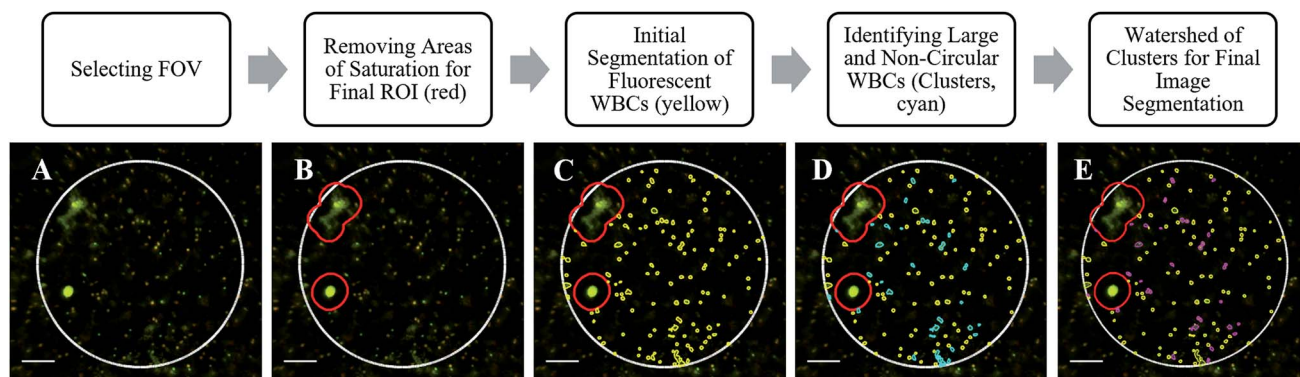 Selecting FOV
Removing Areas
of Saturation for
Final ROI (red)
Initial
Segmentation of
Fluorescent
WBCs (yellow)
Identifying Large
and Non-Circular
WBCs (Clusters,
cyan)
Watershed of
Clusters for Final
Image
Segmentation
A
B
C
D
E